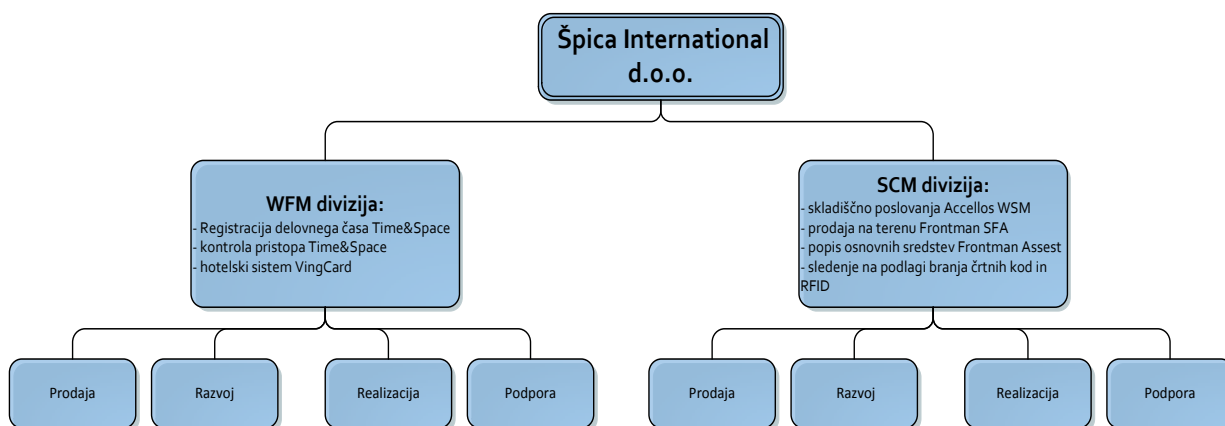 Špica International
d.o.o.
WFM divizija:
- Registracija delovnega časa Time&Space
- kontrola pristopa Time&Space
- hotelski sistem VingCard
SCM divizija:
- skladiščno poslovanja Accellos WSM
- prodaja na terenu Frontman SFA
- popis osnovnih sredstev Frontman Assest
- sledenje na podlagi branja črtnih kod in
RFID
Prodaja
Razvoj
Realizacija
Podpora
Prodaja
Razvoj
Realizacija
Podpora